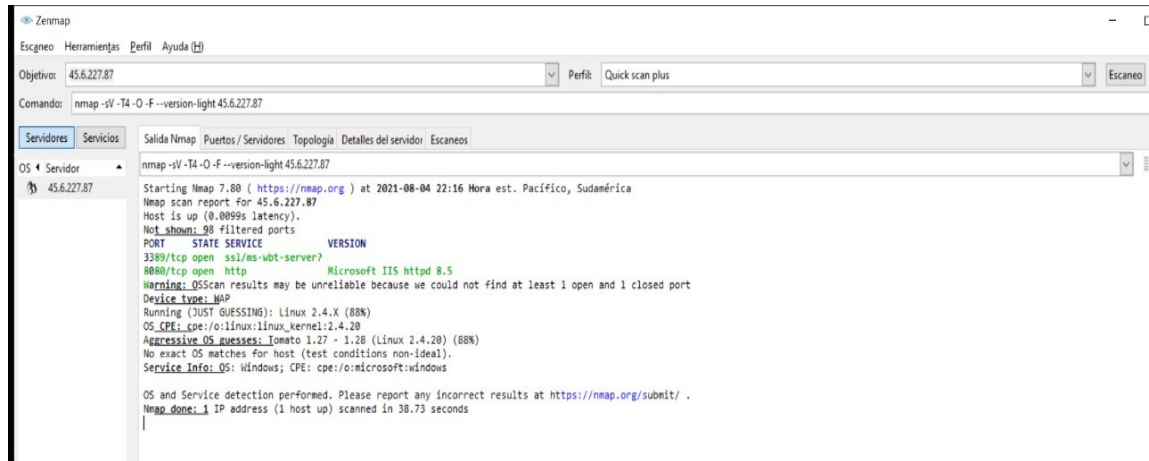 Zenmap
Escaneo Herramientas Perfil Ayuda (H)
Objetivo: 45.6.227.87 Perfil: Quick scan plus Escaneo
Comando: nmap -sV -T4 -O -F --version-light 45.6.227.87
Servidores Servicios Salida Nmap Puertos / Servidores Topología Detalles del servidor Escaneos
OS Servidor nmap -sV -T4 -O -F --version-light 45.6.227.87
45.6.227.87
Starting Nmap 7.80 ( https://nmap.org ) at 2021-08-04 22:16 Hora est. Pacífico, Sudamérica
Nmap scan report for 45.6.227.87
Host is up (0.0099s latency).
Not shown: 98 filtered ports
PORT STATE SERVICE VERSION
3389/tcp open ssl/ms-wbt-server?
8080/tcp open http Microsoft IIS httpd 8.5
Warning: OSScan results may be unreliable because we could not find at least 1 open and 1 closed port
Device type: WAP
Running (JUST GUESSING): Linux 2.4.X (88%)
OS CPE: cpe:/o:linux:linux_kernel:2.4.20
Aggressive OS guesses: Tomato 1.27 - 1.28 (Linux 2.4.20) (88%)
No exact OS matches for host (test conditions non-ideal).
Service Info: OS: Windows; CPE: cpe:/o:microsoft:windows
OS and Service detection performed. Please report any incorrect results at https://nmap.org/submit/ .
Nmap done: 1 IP address (1 host up) scanned in 38.73 seconds